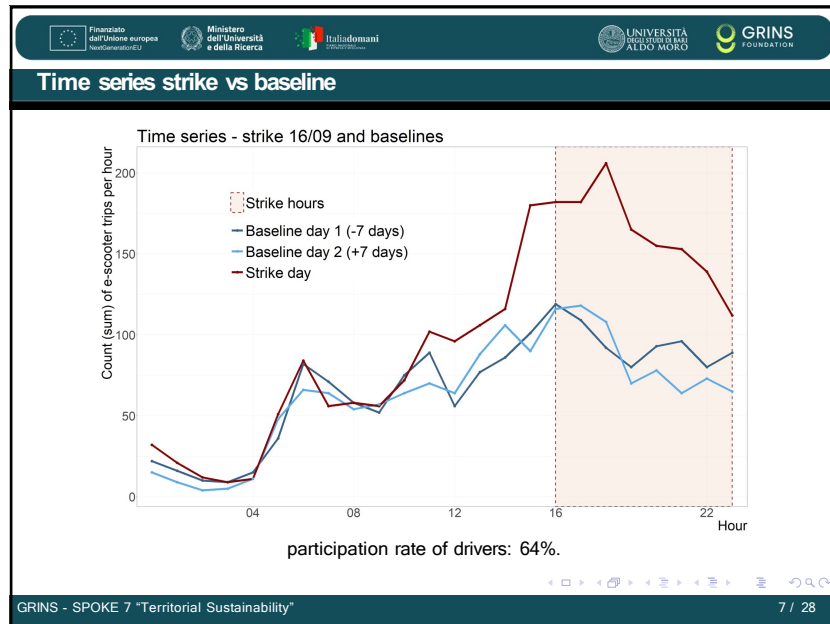 Finanziato
dall'Unione europea
NextGenerationEU
Ministero
dell'Università
e della Ricerca
Italiadomani
UNIVERSITÀ
DEGLI STUDI DI BARI
ALDO MORO
GRINS
FOUNDATION
Time series strike vs baseline
Time series - strike 16/09 and baselines
Count (sum) of e-scooter trips per hour
200
150
100
50
0
Strike hours
Baseline day 1 (-7 days)
Baseline day 2 (+7 days)
Strike day
04 08 12 16 22
Hour
participation rate of drivers: 64%.
GRINS - SPOKE 7 “Territorial Sustainability” 7 / 28